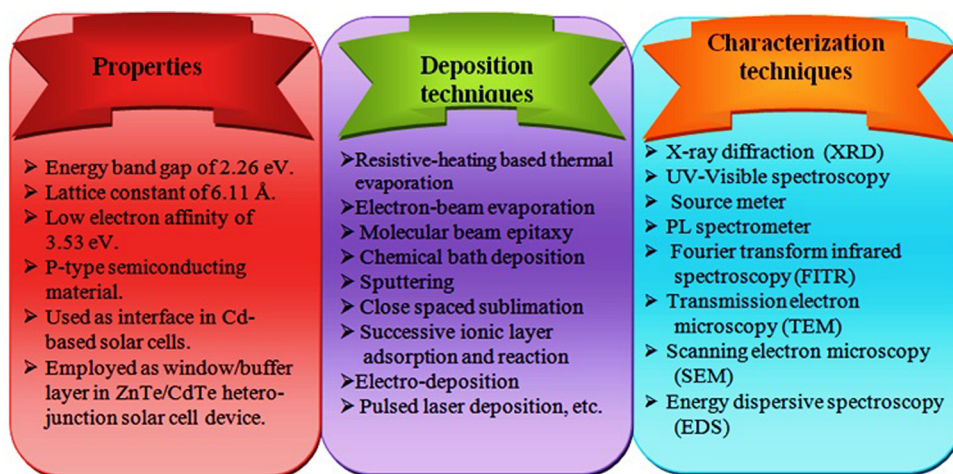 Properties
➢ Energy band gap of 2.26 eV.
➢ Lattice constant of 6.11 Å.
➢ Low electron affinity of
3.53 eV.
➢ P-type semiconducting
material.
➢ Used as interface in Cd-
based solar cells.
➢ Employed as window/buffer
layer in ZnTe/CdTe hetero-
junction solar cell device.
Deposition
techniques
➢Resistive-heating based thermal
evaporation
➢Electron-beam evaporation
➢ Molecular beam epitaxy
➢ Chemical bath deposition
➢ Sputtering
➢ Close spaced sublimation
➢ Successive ionic layer
adsorption and reaction
➢Electro-deposition
➢ Pulsed laser deposition, etc.
Characterization
techniques
➢ X-ray diffraction (XRD)
➢ UV-Visible spectroscopy
➢ Source meter
➢ PL spectrometer
➢ Fourier transform infrared
spectroscopy (FITR)
➢ Transmission electron
microscopy (TEM)
➢ Scanning electron microscopy
(SEM)
➢ Energy dispersive spectroscopy
(EDS)